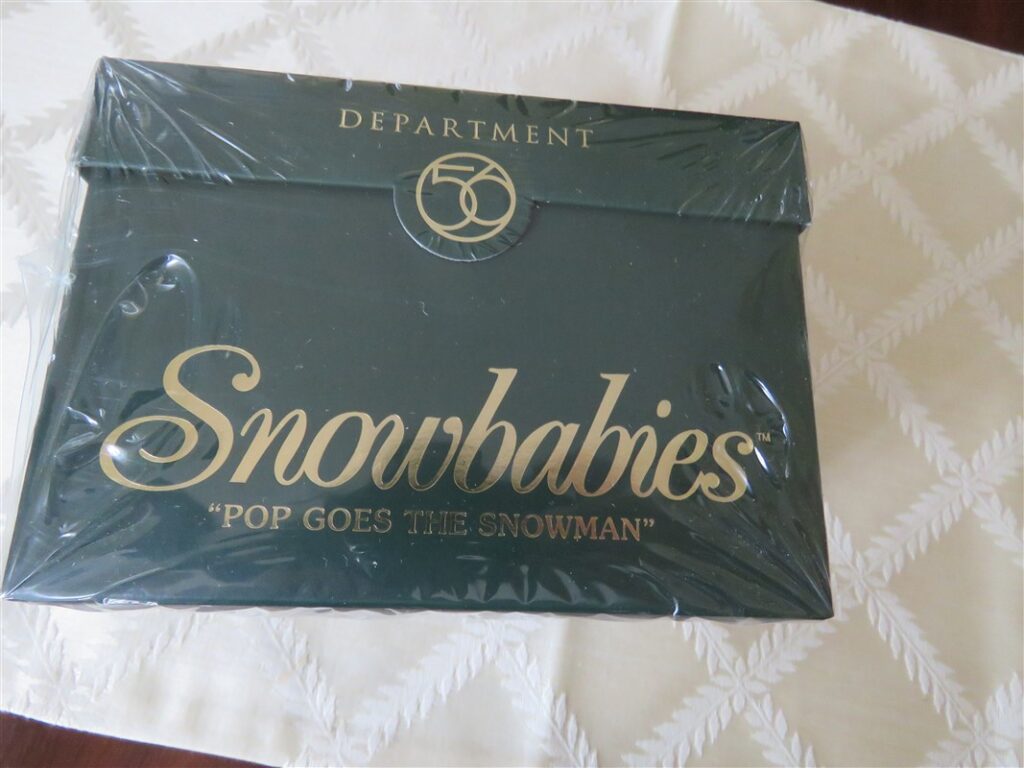 DEPARTMENT
56
Snowbabies™
“POP GOES THE SNOWMAN”